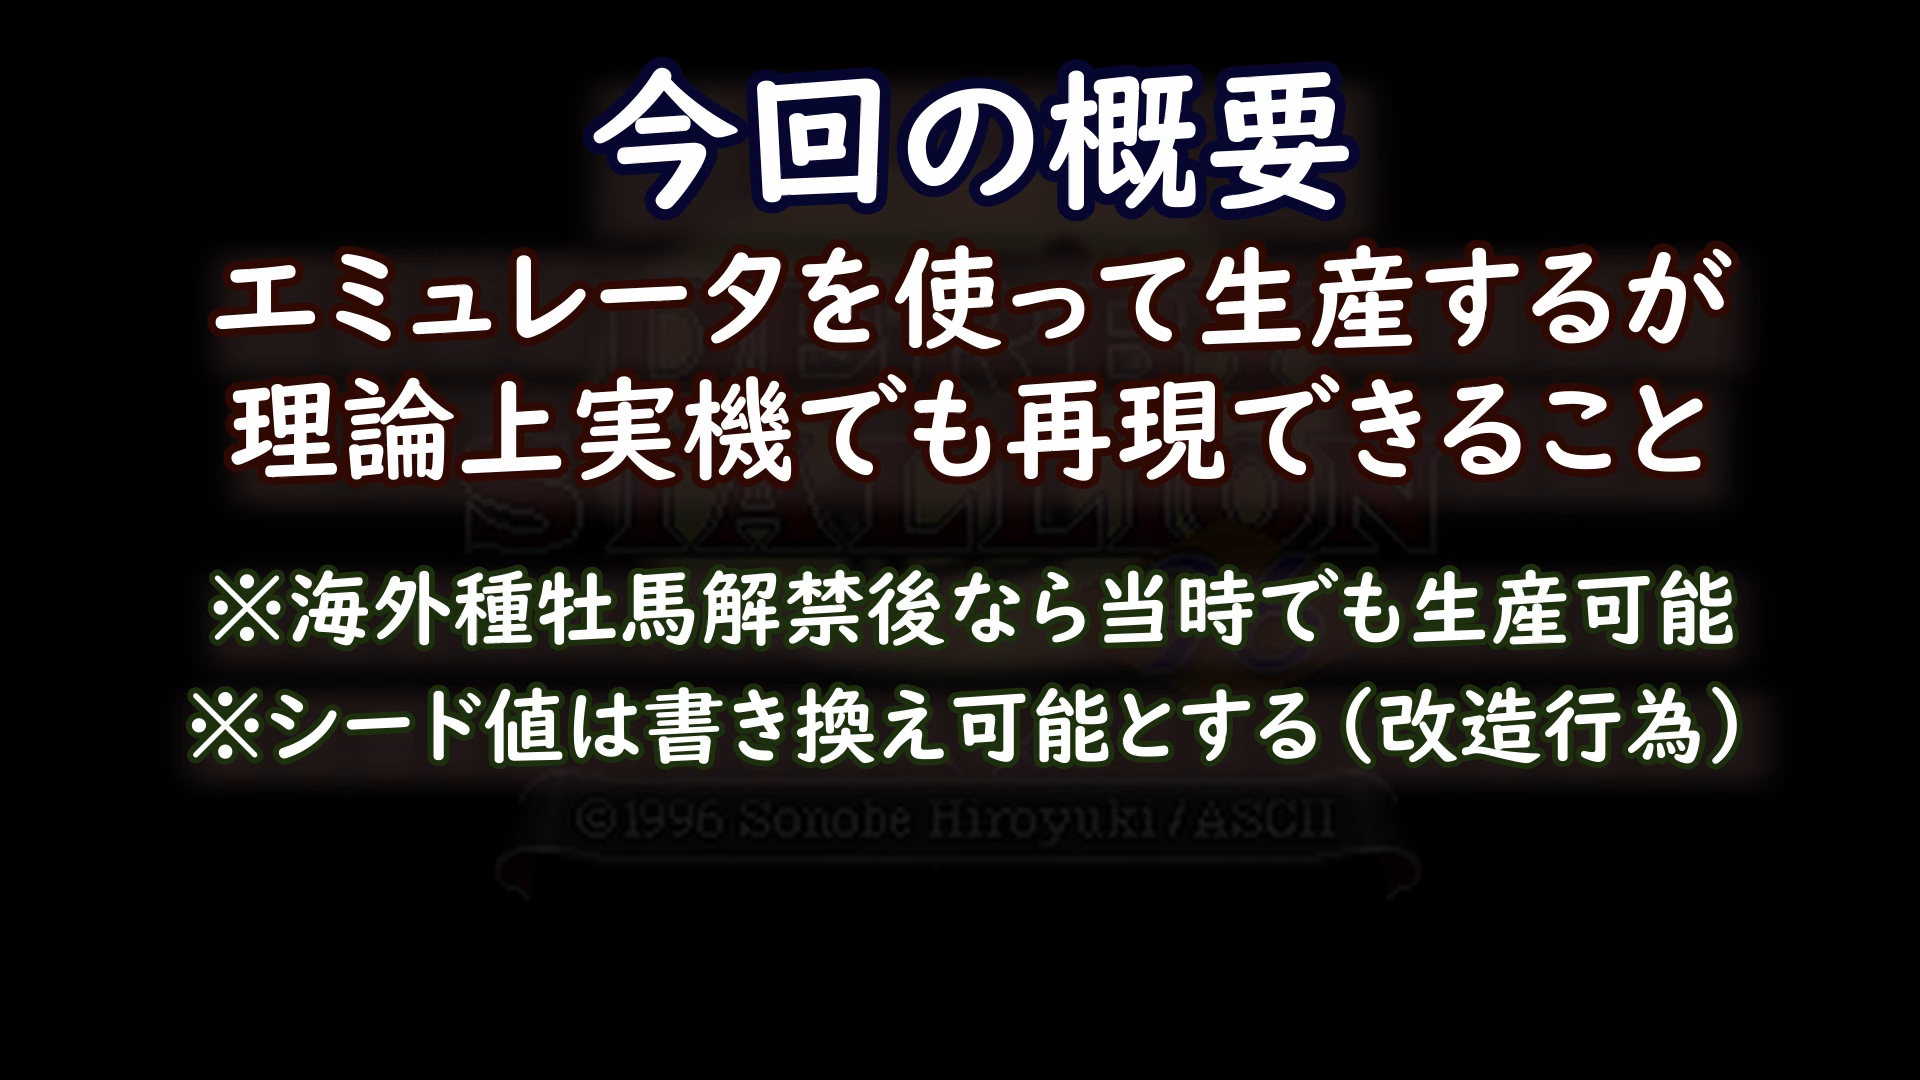 今回の概要
エミュレータを使って生産するが
理論上実機でも再現できること
※海外種牡馬解禁後なら当時でも生産可能
※シード値は書き換え可能とする(改造行為)
©1996 Sonobe Hiroyuki/ASCII